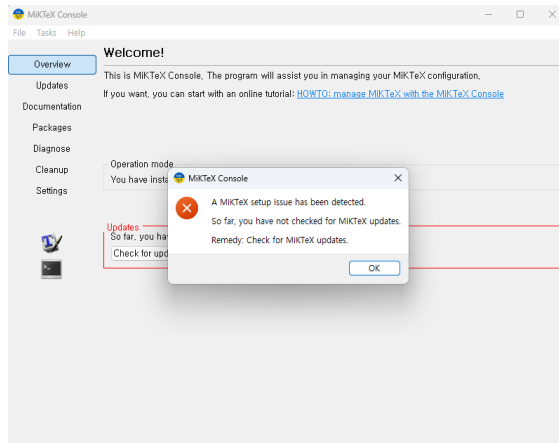 MiKTeX Console
File Tasks Help
Overview
Updates
Documentation
Packages
Diagnose
Cleanup
Settings
Welcome!
This is MiKTeX Console. The program will assist you in managing your MiKTeX configuration.
If you want, you can start with an online tutorial: HOWTO: manage MiKTeX with the MiKTeX Console
Operation mode
You have insta
Updates
So far, you ha
Check for upd
MiKTeX Console
A MiKTeX setup issue has been detected.
So far, you have not checked for MiKTeX updates.
Remedy: Check for MiKTeX updates.
OK